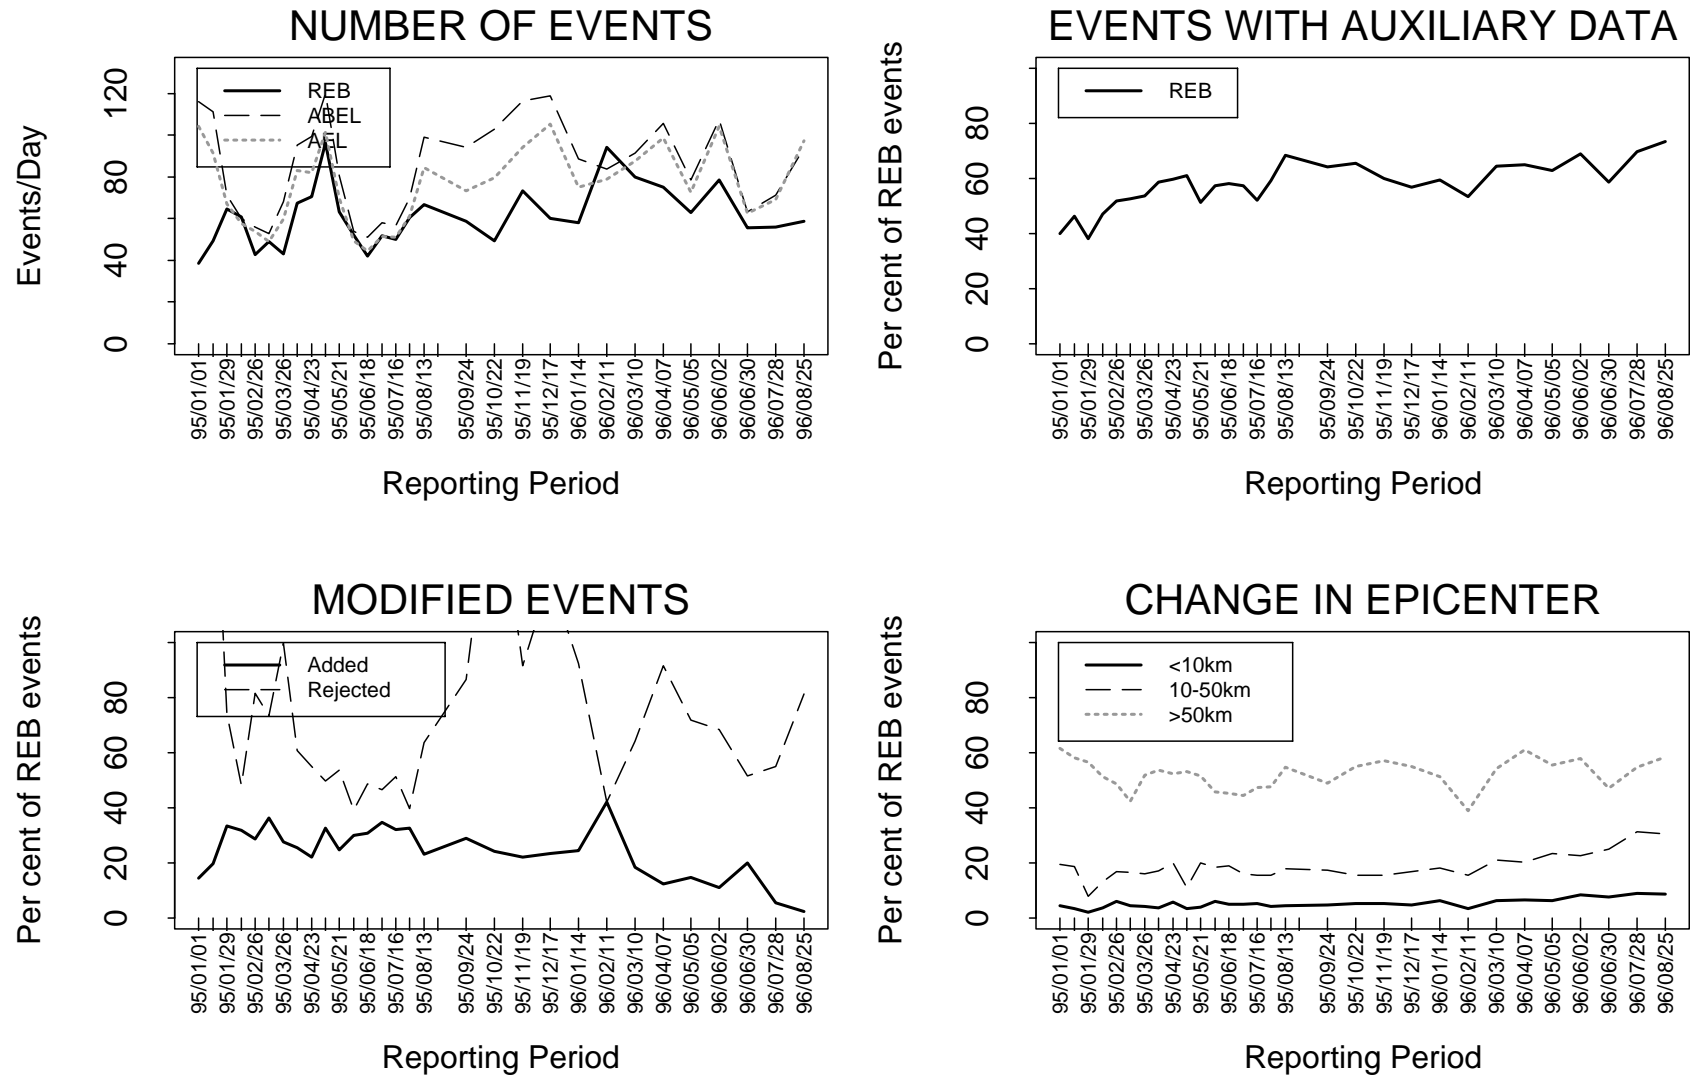 NUMBER OF EVENTS
Events/Day
0 40 80 120
REB
ABEL
AEL
95/01/01 95/01/29 95/02/26 95/03/26 95/04/23 95/05/21 95/06/18 95/07/16 95/08/13 95/09/24 95/10/22 95/11/19 95/12/17 96/01/14 96/02/11 96/03/10 96/04/07 96/05/05 96/06/02 96/06/30 96/07/28 96/08/25
Reporting Period
EVENTS WITH AUXILIARY DATA
Per cent of REB events
0 20 40 60 80
REB
95/01/01 95/01/29 95/02/26 95/03/26 95/04/23 95/05/21 95/06/18 95/07/16 95/08/13 95/09/24 95/10/22 95/11/19 95/12/17 96/01/14 96/02/11 96/03/10 96/04/07 96/05/05 96/06/02 96/06/30 96/07/28 96/08/25
Reporting Period
MODIFIED EVENTS
Per cent of REB events
0 20 40 60 80
Added
Rejected
95/01/01 95/01/29 95/02/26 95/03/26 95/04/23 95/05/21 95/06/18 95/07/16 95/08/13 95/09/24 95/10/22 95/11/19 95/12/17 96/01/14 96/02/11 96/03/10 96/04/07 96/05/05 96/06/02 96/06/30 96/07/28 96/08/25
Reporting Period
CHANGE IN EPICENTER
Per cent of REB events
0 20 40 60 80
<10km
10-50km
>50km
95/01/01 95/01/29 95/02/26 95/03/26 95/04/23 95/05/21 95/06/18 95/07/16 95/08/13 95/09/24 95/10/22 95/11/19 95/12/17 96/01/14 96/02/11 96/03/10 96/04/07 96/05/05 96/06/02 96/06/30 96/07/28 96/08/25
Reporting Period